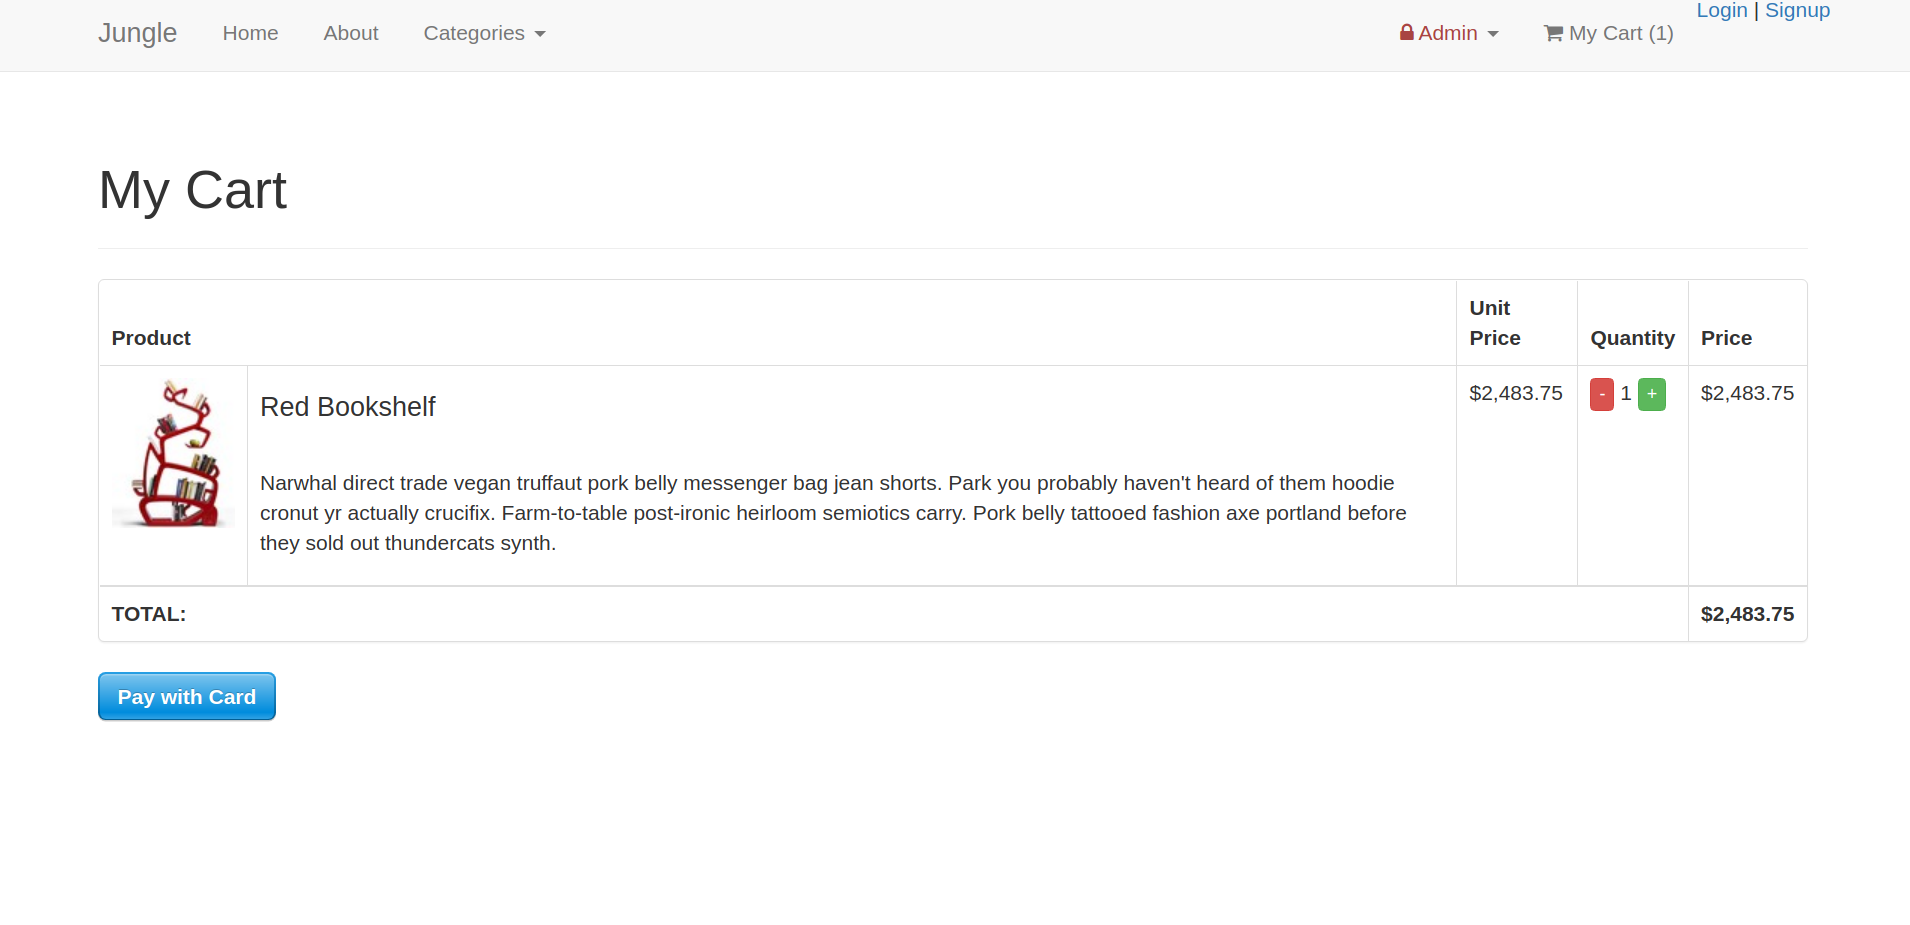 Jungle Home About Categories Admin My Cart (1) Login | Signup
My Cart
Product Unit Price Quantity Price
Red Bookshelf $2,483.75 - 1 + $2,483.75
Narwhal direct trade vegan truffaut pork belly messenger bag jean shorts. Park you probably haven't heard of them hoodie
cronut yr actually crucifix. Farm-to-table post-ironic heirloom semiotics carry. Pork belly tattooed fashion axe portland before
they sold out thundercats synth.
TOTAL: $2,483.75
Pay with Card